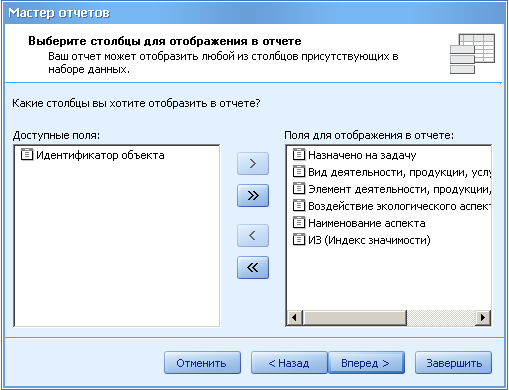 Мастер отчетов
Выберите столбцы для отображения в отчете
Ваш отчет может отобразить любой из столбцов присутствующих в
наборе данных.
Какие столбцы вы хотите отобразить в отчете?
Доступные поля:
Идентификатор объекта
>
»
<
«
Поля для отображения в отчете:
Назначено на задачу
Вид деятельности, продукции, услу
Элемент деятельности, продукции,
Воздействие экологического аспект
Наименование аспекта
ИЗ (Индекс значимости)
Отменить
< Назад
Вперед >
Завершить